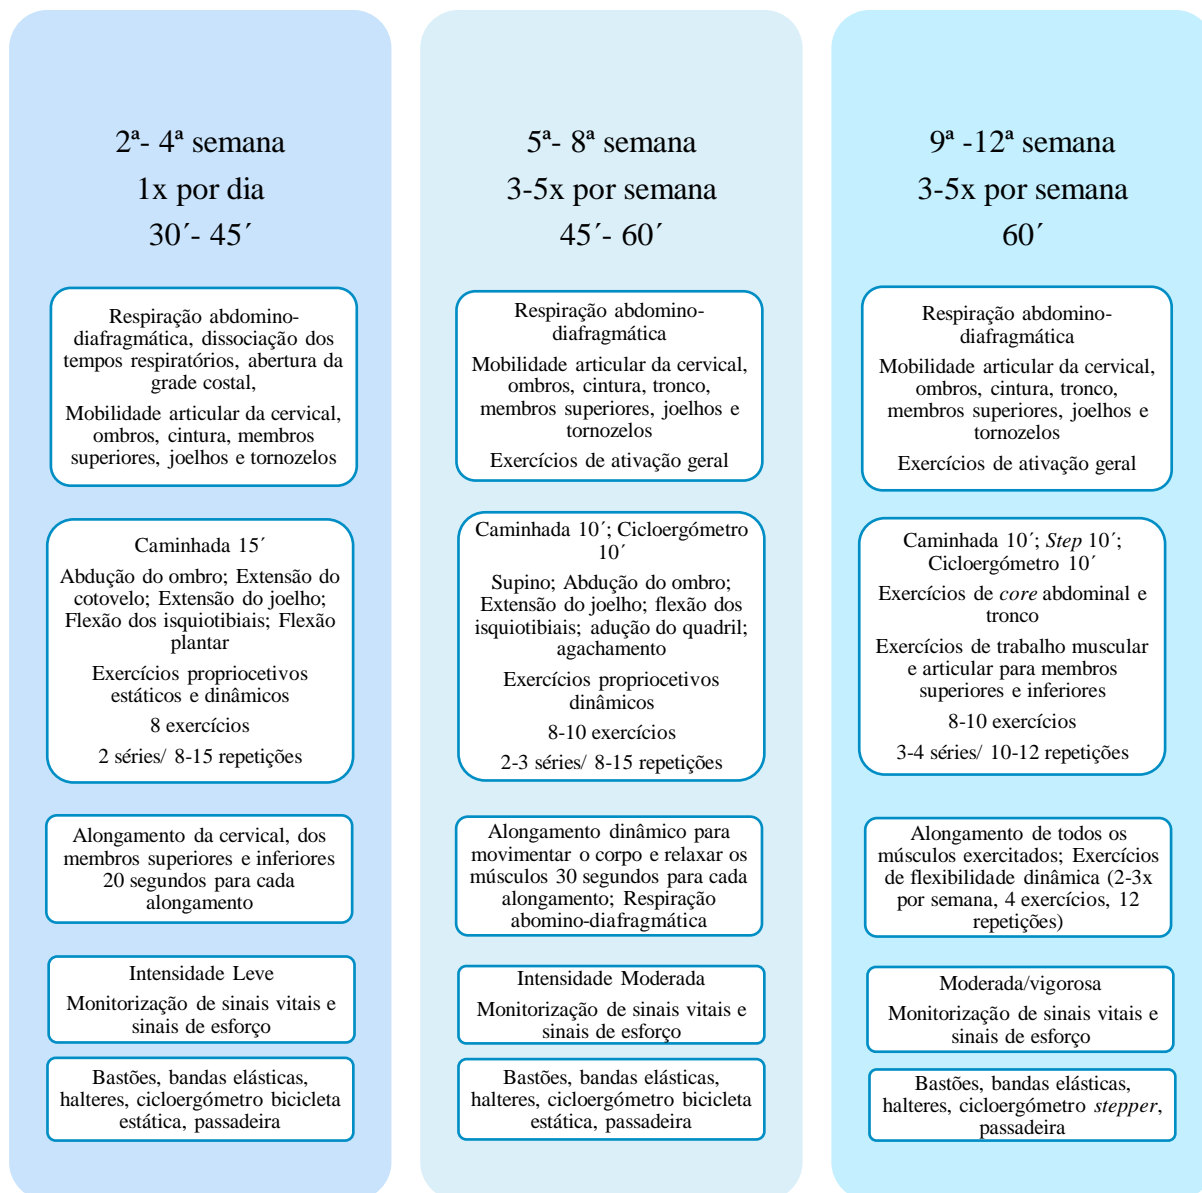 2ª- 4ª semana
1x por dia
30´- 45´
Respiração abdomino-
diafragmática, dissociação dos
tempos respiratórios, abertura da
grade costal,
Mobilidade articular da cervical,
ombros, cintura, membros
superiores, joelhos e tornozelos
Caminhada 15´
Abdução do ombro; Extensão do
cotovelo; Extensão do joelho;
Flexão dos isquiotibiais; Flexão
plantar
Exercícios propriocetivos
estáticos e dinâmicos
8 exercícios
2 séries/ 8-15 repetições
Alongamento da cervical, dos
membros superiores e inferiores
20 segundos para cada
alongamento
Intensidade Leve
Monitorização de sinais vitais e
sinais de esforço
Bastões, bandas elásticas,
halteres, cicloergómetro bicicleta
estática, passadeira
5ª- 8ª semana
3-5x por semana
45´- 60´
Respiração abdomino-
diafragmática
Mobilidade articular da cervical,
ombros, cintura, tronco,
membros superiores, joelhos e
tornozelos
Exercícios de ativação geral
Caminhada 10´; Cicloergómetro
10´
Supino; Abdução do ombro;
Extensão do joelho; flexão dos
isquiotibiais; adução do quadril;
agachamento
Exercícios propriocetivos
dinâmicos
8-10 exercícios
2-3 séries/ 8-15 repetições
Alongamento dinâmico para
movimentar o corpo e relaxar os
músculos 30 segundos para cada
alongamento; Respiração
abomino-diafragmática
Intensidade Moderada
Monitorização de sinais vitais e
sinais de esforço
Bastões, bandas elásticas,
halteres, cicloergómetro bicicleta
estática, passadeira
9ª -12ª semana
3-5x por semana
60´
Respiração abdomino-
diafragmática
Mobilidade articular da cervical,
ombros, cintura, tronco,
membros superiores, joelhos e
tornozelos
Exercícios de ativação geral
Caminhada 10´; Step 10´;
Cicloergómetro 10´
Exercícios de core abdominal e
tronco
Exercícios de trabalho muscular
e articular para membros
superiores e inferiores
8-10 exercícios
3-4 séries/ 10-12 repetições
Alongamento de todos os
músculos exercitados; Exercícios
de flexibilidade dinâmica (2-3x
por semana, 4 exercícios, 12
repetições)
Moderada/vigorosa
Monitorização de sinais vitais e
sinais de esforço
Bastões, bandas elásticas,
halteres, cicloergómetro stepper,
passadeira